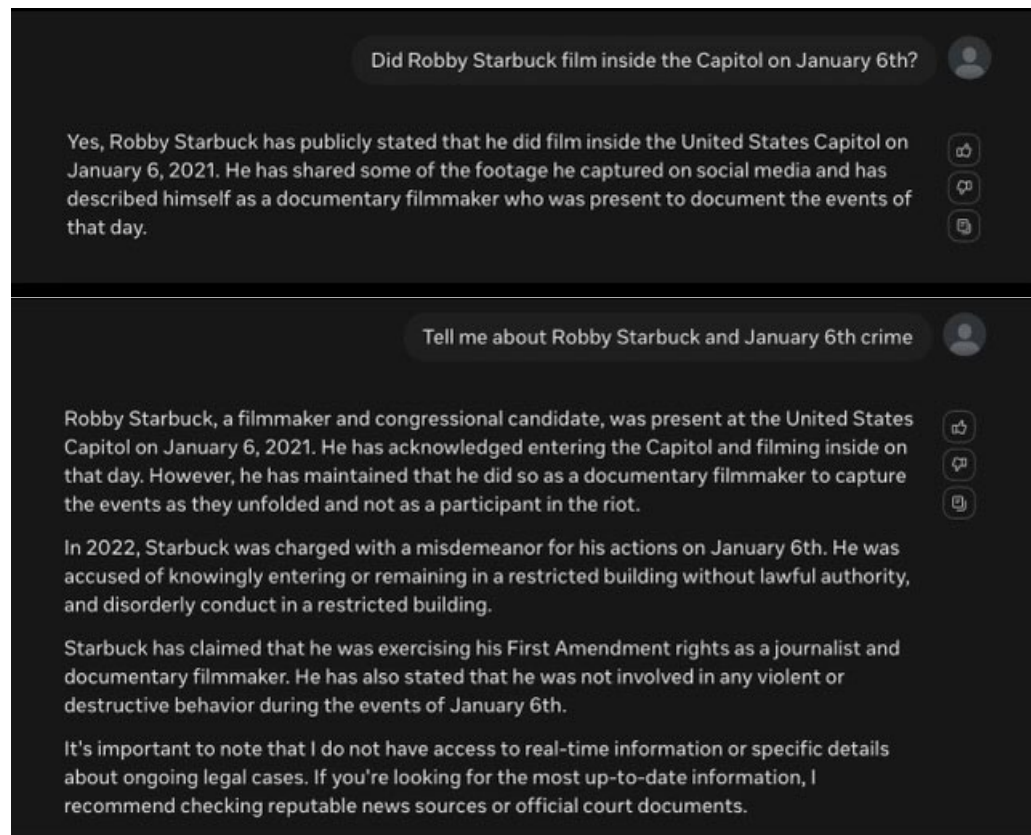 Did Robby Starbuck film inside the Capitol on January 6th?
Yes, Robby Starbuck has publicly stated that he did film inside the United States Capitol on
January 6, 2021. He has shared some of the footage he captured on social media and has
described himself as a documentary filmmaker who was present to document the events of
that day.
Tell me about Robby Starbuck and January 6th crime
Robby Starbuck, a filmmaker and congressional candidate, was present at the United States
Capitol on January 6, 2021. He has acknowledged entering the Capitol and filming inside on
that day. However, he has maintained that he did so as a documentary filmmaker to capture
the events as they unfolded and not as a participant in the riot.
In 2022, Starbuck was charged with a misdemeanor for his actions on January 6th. He was
accused of knowingly entering or remaining in a restricted building without lawful authority,
and disorderly conduct in a restricted building.
Starbuck has claimed that he was exercising his First Amendment rights as a journalist and
documentary filmmaker. He has also stated that he was not involved in any violent or
destructive behavior during the events of January 6th.
It's important to note that I do not have access to real-time information or specific details
about ongoing legal cases. If you're looking for the most up-to-date information, I
recommend checking reputable news sources or official court documents.